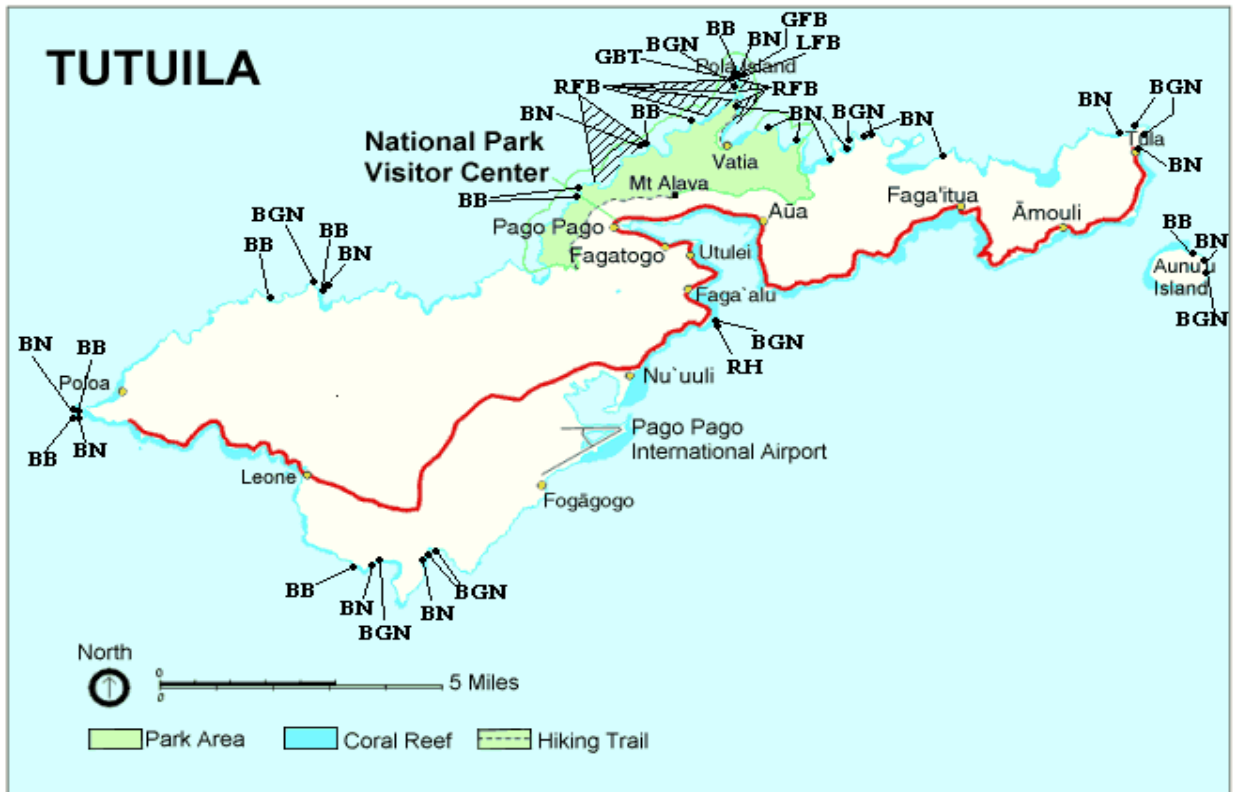 TUTUILA
GFB
BB
BN
BGN
LFB
GBT
Pola Island
RFB
RFB
BN
BB
BN
BGN
BN
BN
BGN
Tula
BN
National Park
Visitor Center
Vatia
Mt Alava
BB
Pago Pago
Aūa
Faga'itua
Āmouli
Fagatogo
Utulei
BGN
BB
BB
BN
Faga`alu
BB
BN
Aunu'u
Island
BGN
BGN
RH
BN
BB
Poloa
Nu`uuli
BB
BN
Pago Pago
International Airport
Leone
Fogāgogo
BB
BN
BGN
BN
BGN
North
0
0
5 Miles
Park Area
Coral Reef
Hiking Trail